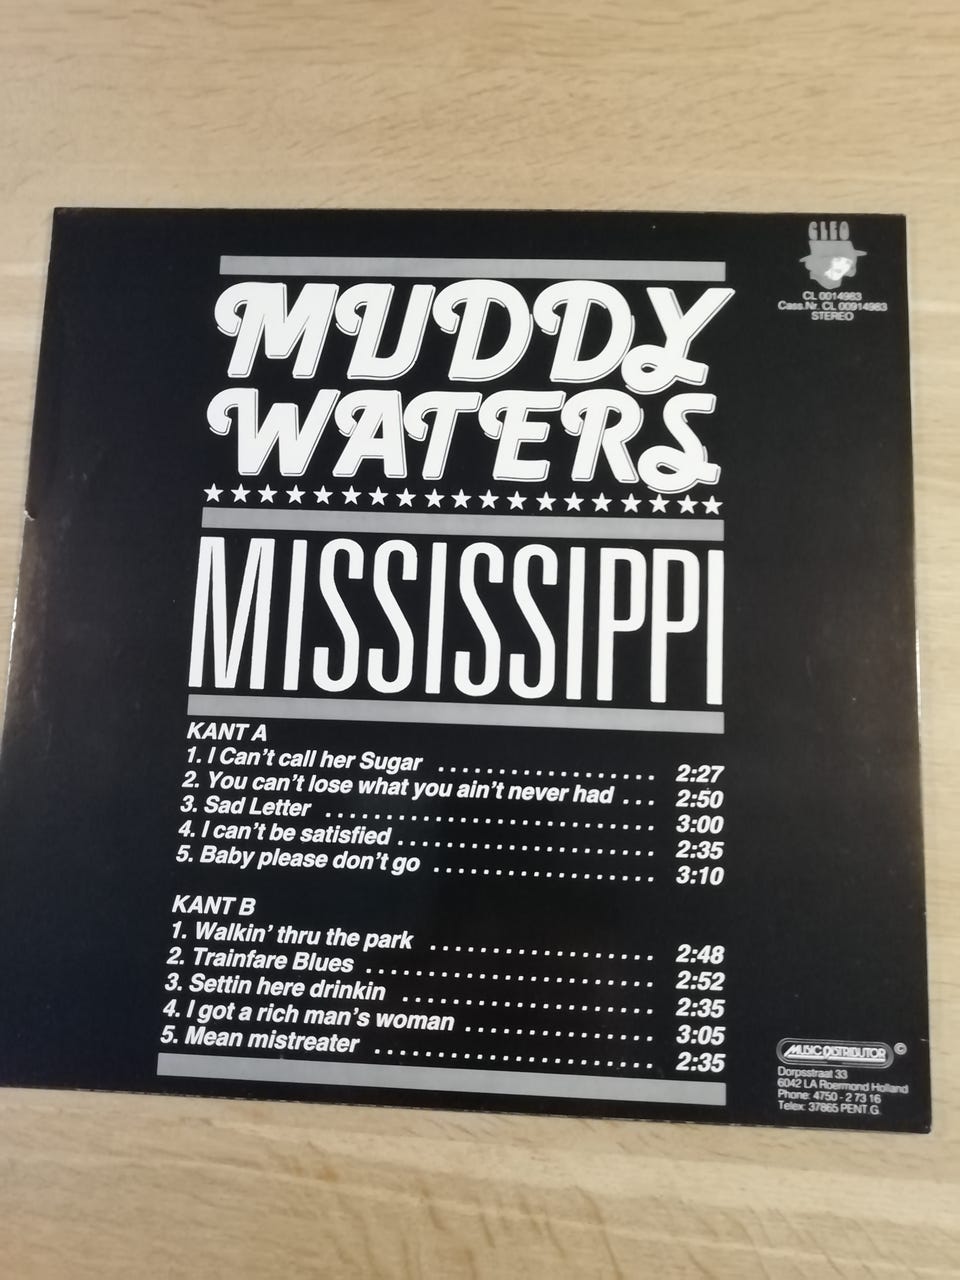 CLEO
CL 0014983
Cass.Nr. CL 00914983
STEREO
MUDDY
WATERS
MISSISSIPPI
KANT A
1. I Can't call her Sugar .................. 2:27
2. You can't lose what you ain't never had ... 2:50
3. Sad Letter ........................... 3:00
4. I can't be satisfied ..................... 2:35
5. Baby please don't go .................. 3:10
KANT B
1. Walkin' thru the park ................... 2:48
2. Trainfare Blues ........................ 2:52
3. Settin here drinkin ..................... 2:35
4. I got a rich man's woman ................ 3:05
5. Mean mistreater ....................... 2:35
MUSIC DISTRIBUTOR ©
Dorpsstraat 33
6042 LA Roermond Holland
Phone: 4750 - 2 73 16
Telex: 37865 PENT.G.